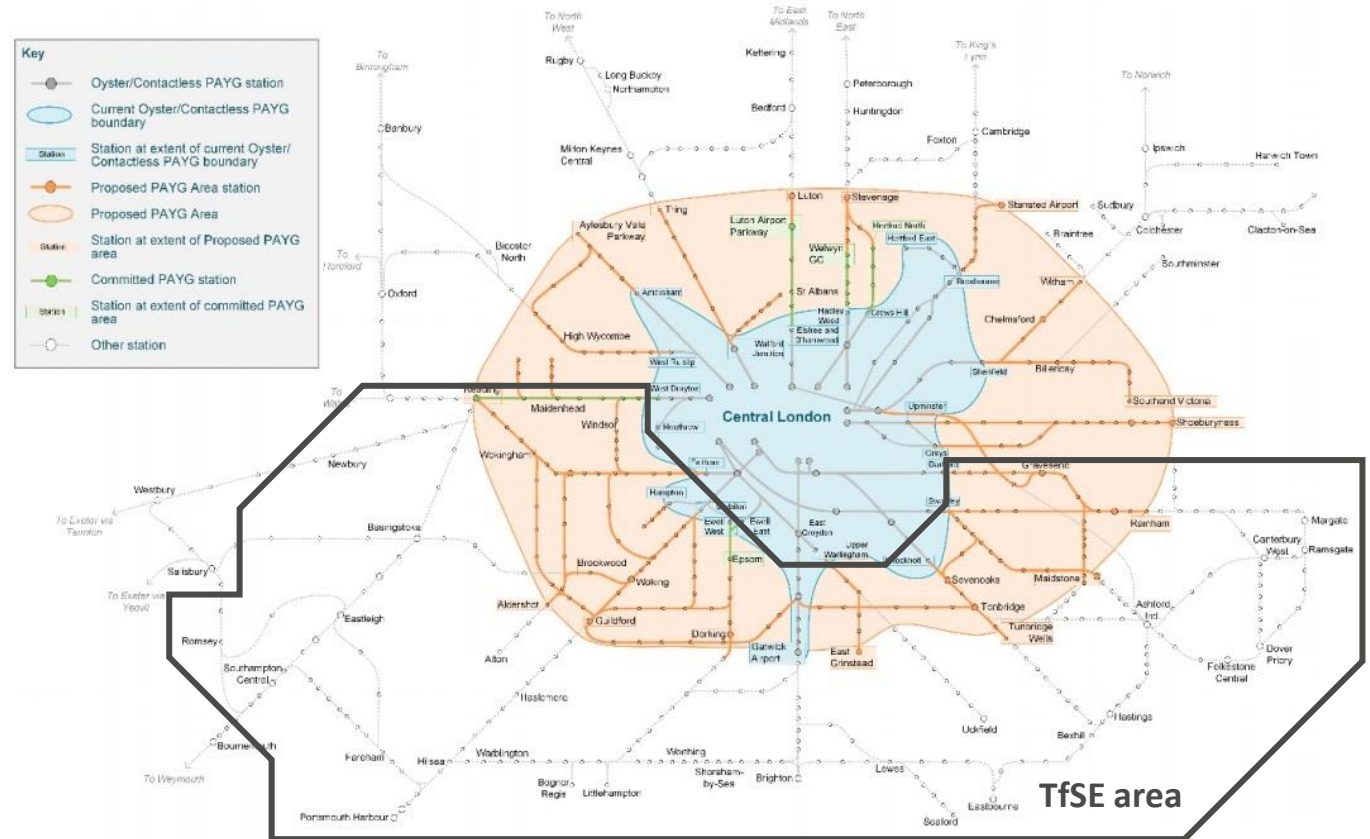 Key
Oyster/Contactless PAYG station
Current Oyster/Contactless PAYG
boundary
Station
Station at extent of current Oyster/
Contactless PAYG boundary
Proposed PAYG Area station
Proposed PAYG Area
Station
Station at extent of Proposed PAYG
area
Committed PAYG station
Station
Station at extent of committed PAYG
area
Other station
To North
West
To East
Midlands
To North
East
To King's
Lynn
To Norwich
To
Birmingham
Rugby
Long Buckby
Northampton
Kettering
Peterborough
Bedford
Huntingdon
Banbury
Milton Keynes
Central
Foxton
Cambridge
Ipswich
Harwich Town
Tring
Luton
Stevenage
Stansted Airport
Sudbury
Colchester
Clacton-on-Sea
Aylesbury Vale
Parkway
Luton Airport
Parkway
Hertford North
Hertford East
Welwyn
GC
Braintree
Southminster
Bicester
North
To
Hereford
Oxford
Amersham
St Albans
Broxbourne
Witham
Hadley
Wood
Crews Hill
Chelmsford
High Wycombe
Watford
Junction
Elstree and
B'hamwood
West Ruislip
Shenfield
Billericay
Reading
West Drayton
Southend Victoria
To
Wales
Maidenhead
Central London
Upminster
Windsor
Heathrow
Shoeburyness
Wokingham
Feltham
Grays
Dartford
Gravesend
Newbury
Westbury
Hampton
Swanley
Rainham
Margate
To Exeter via
Taunton
Basingstoke
Ewell
West
Ewell
East
East
Croydon
Upper
Warlingham
Knockholt
Canterbury
West
Ramsgate
Salisbury
Brookwood
Epsom
Woking
Sevenoaks
Maidstone
To Exeter via
Yeovil
Aldershot
Tonbridge
Ashford
Int.
Eastleigh
Guildford
Dorking
Tunbridge
Wells
Romsey
Alton
Gatwick
Airport
East
Grinstead
Dover
Priory
Southampton
Central
Folkestone
Central
Haslemere
Uckfield
Hastings
Bournemouth
Fareham
Hilsea
Warblington
Worthing
Bexhill
To Weymouth
Shoreham-
by-Sea
Brighton
Lewes
Bognor
Regis
Littlehampton
Eastbourne
TfSE area
Portsmouth Harbour
Seaford